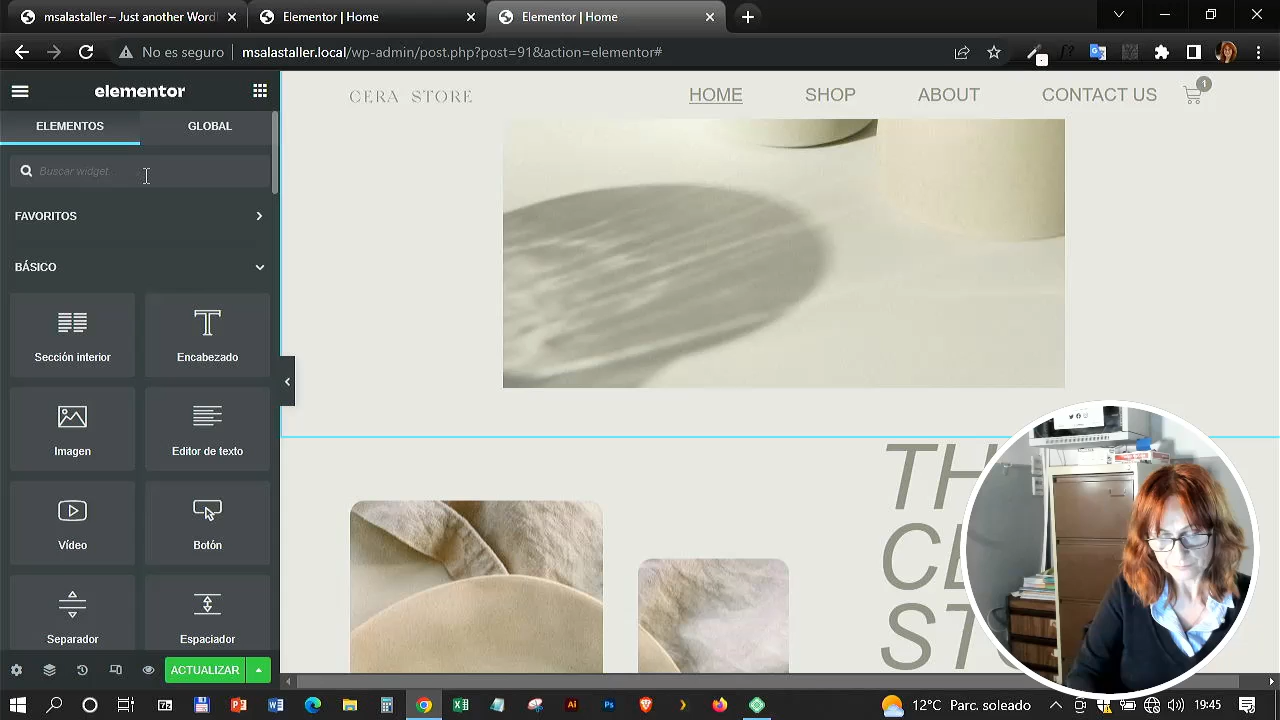 msalastaller – Just another Word
Elementor | Home
Elementor | Home
No es seguro
msalastaller.local/wp-admin/post.php?post=91&action=elementor#
elementor
ELEMENTOS
GLOBAL
Buscar widget...
FAVORITOS
BÁSICO
Sección interior
Encabezado
Imagen
Editor de texto
Vídeo
Botón
Separador
Espaciador
ACTUALIZAR
CERA STORE
HOME
SHOP
ABOUT
CONTACT US
1
TH
CE
ST
12°C Parc. soleado
19:45